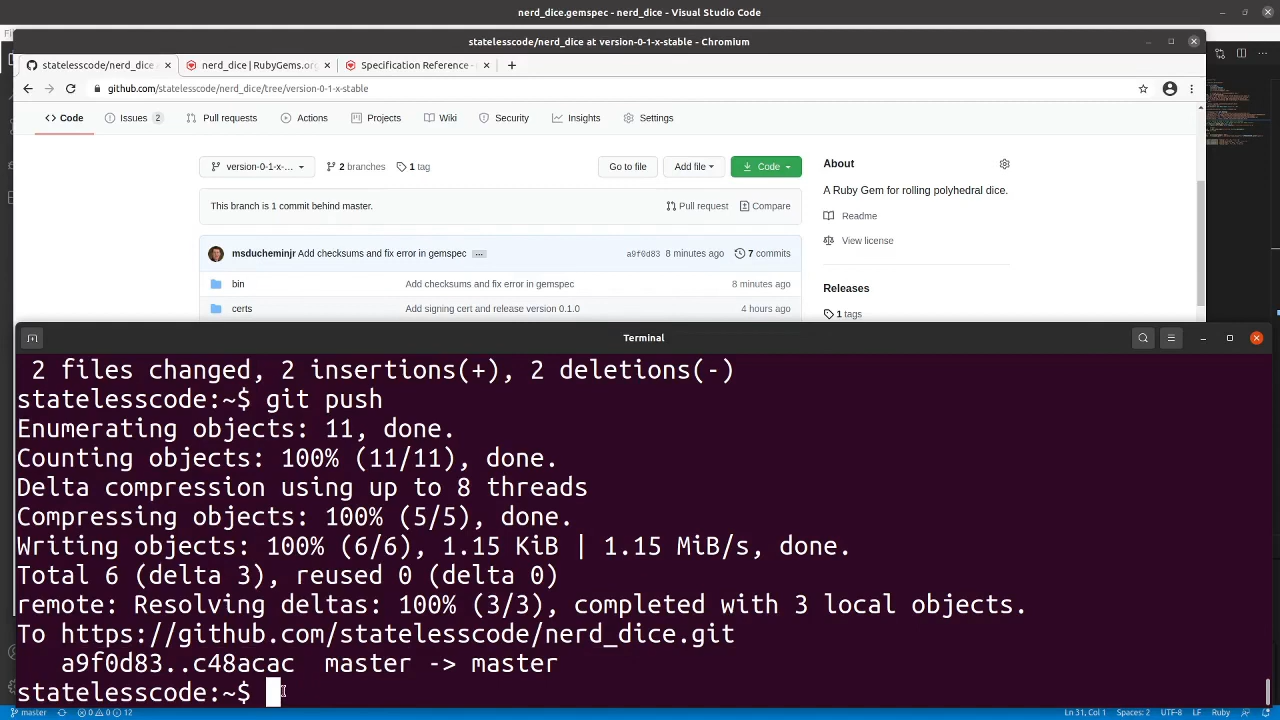 nerd_dice.gemspec - nerd_dice - Visual Studio Code
statelesscode/nerd_dice at version-0-1-x-stable - Chromium
statelesscode/nerd_dice
nerd_dice | RubyGems.org
Specification Reference -
github.com/statelesscode/nerd_dice/tree/version-0-1-x-stable
Code
Issues 2
Pull requests
Actions
Projects
Wiki
Insights
Settings
version-0-1-x-...
2 branches
1 tag
Go to file
Add file
Code
About
A Ruby Gem for rolling polyhedral dice.
This branch is 1 commit behind master.
Pull request
Compare
Readme
View license
msducheminjr Add checksums and fix error in gemspec ...
a9f0d83 8 minutes ago
7 commits
bin
Add checksums and fix error in gemspec
8 minutes ago
certs
Add signing cert and release version 0.1.0
4 hours ago
Releases
1 tags
Terminal
2 files changed, 2 insertions(+), 2 deletions(-)
statelesscode:~$ git push
Enumerating objects: 11, done.
Counting objects: 100% (11/11), done.
Delta compression using up to 8 threads
Compressing objects: 100% (5/5), done.
Writing objects: 100% (6/6), 1.15 KiB | 1.15 MiB/s, done.
Total 6 (delta 3), reused 0 (delta 0)
remote: Resolving deltas: 100% (3/3), completed with 3 local objects.
To https://github.com/statelesscode/nerd_dice.git
a9f0d83..c48acac master -> master
statelesscode:~$
master
0 0 12
Ln 31, Col 1
Spaces: 2
UTF-8
LF
Ruby